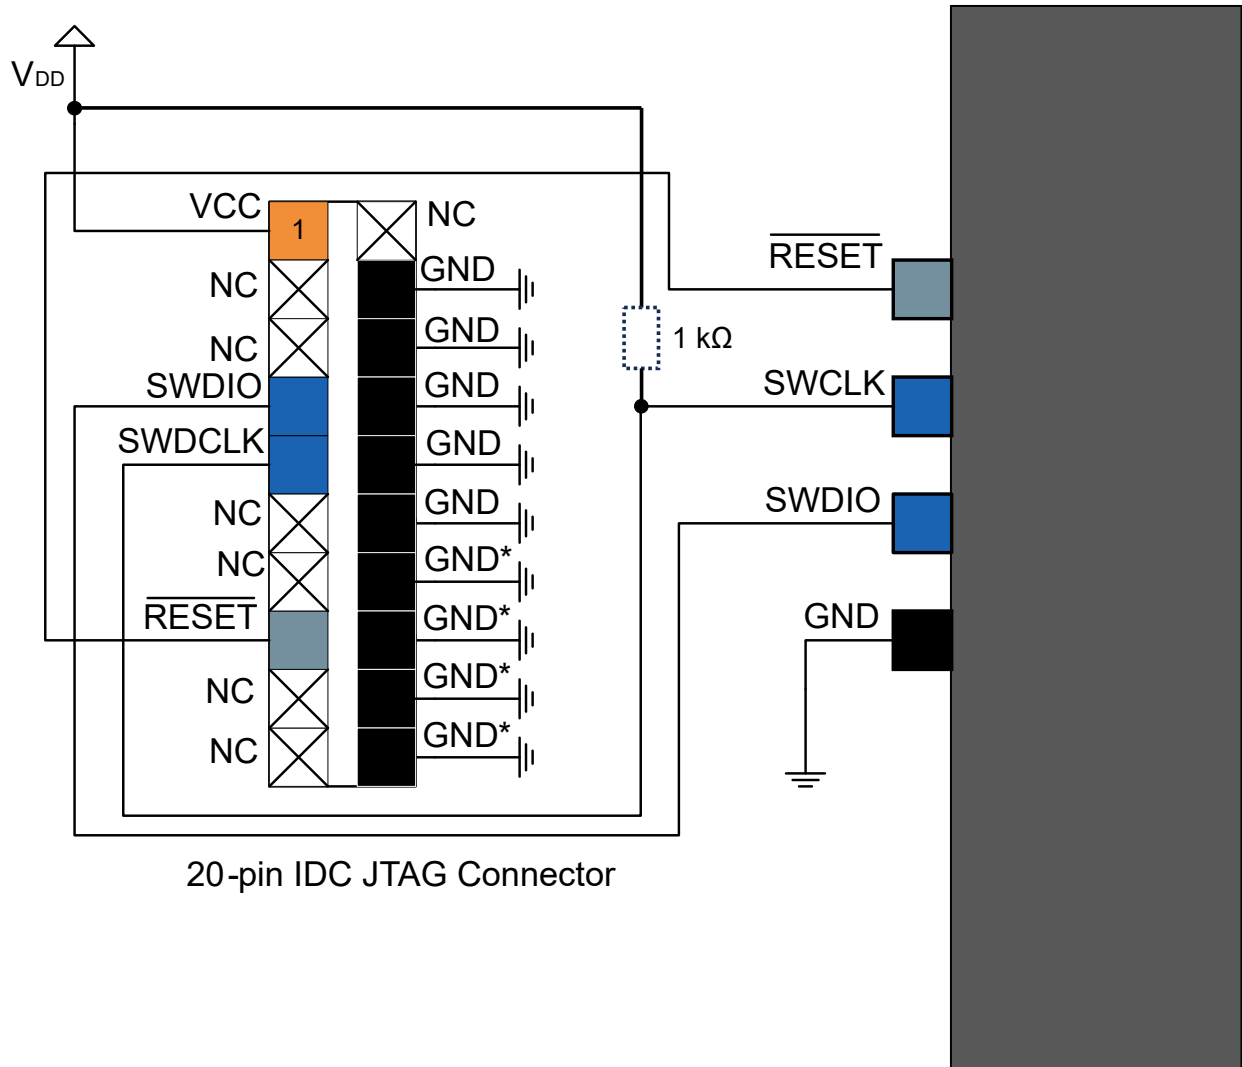 VDD
VCC
1
NC
NC
GND
RESET
NC
GND
1 kΩ
SWDIO
GND
SWCLK
SWDCLK
GND
NC
GND
SWDIO
NC
GND*
RESET
GND*
GND
NC
GND*
NC
GND*
20-pin IDC JTAG Connector